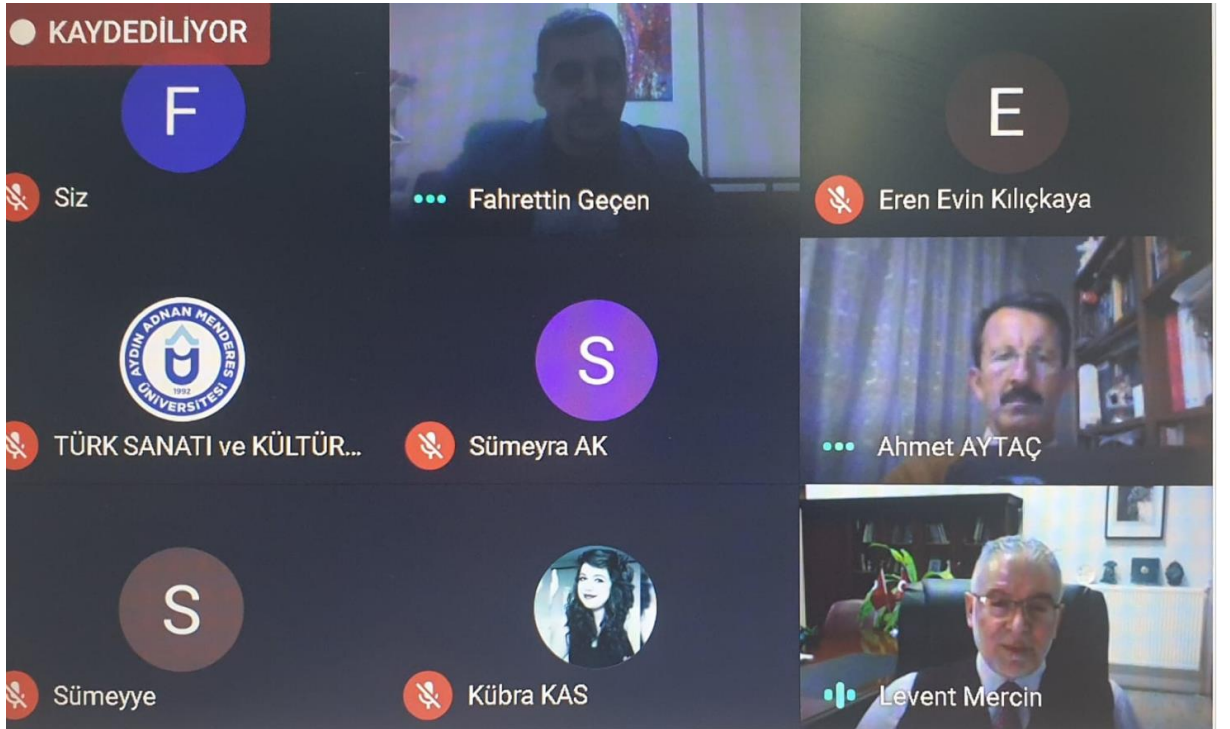 KAYDEDİLİYOR
F
Siz
Fahrettin Geçen
E
Eren Evin Kılıçkaya
AYDIN ADNAN MENDERES ÜNİVERSİTESİ
1992
TÜRK SANATI ve KÜLTÜR...
S
Sümeyra AK
Ahmet AYTAÇ
S
Sümeyye
Kübra KAS
Levent Mercin